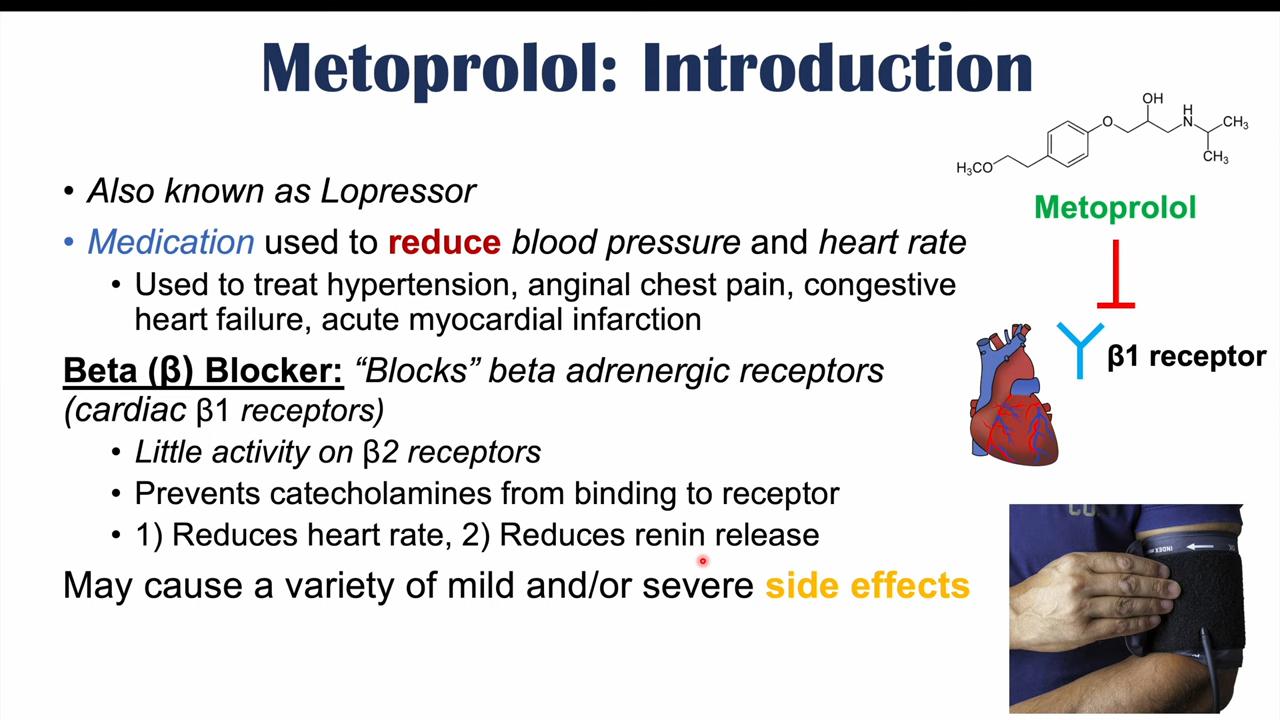 Metoprolol: Introduction
OH
O
H
N
CH₃
CH₃
H₃CO
Metoprolol
• Also known as Lopressor
• Medication used to reduce blood pressure and heart rate
• Used to treat hypertension, anginal chest pain, congestive
heart failure, acute myocardial infarction
β1 receptor
Beta (β) Blocker: “Blocks” beta adrenergic receptors
(cardiac β1 receptors)
• Little activity on β2 receptors
• Prevents catecholamines from binding to receptor
• 1) Reduces heart rate, 2) Reduces renin release
May cause a variety of mild and/or severe side effects
INDEX